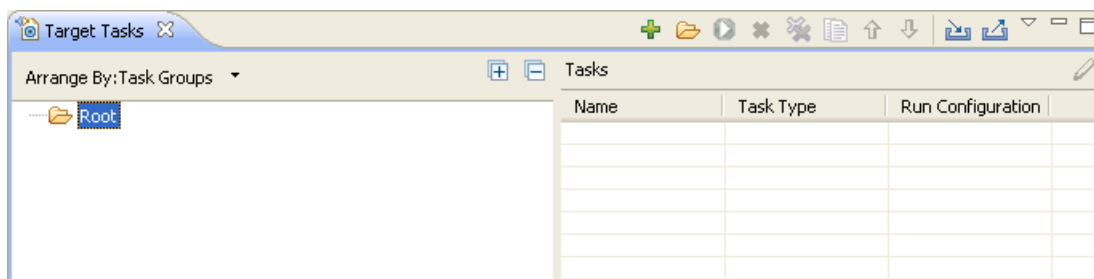 Target Tasks
Arrange By:Task Groups
Tasks
Root
Name Task Type Run Configuration